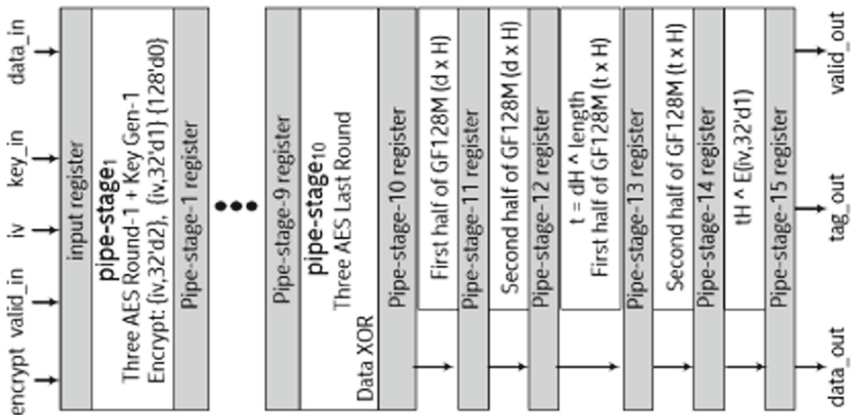 data_in
key_in
iv
valid_in
encrypt
input register
pipe-stage1
Three AES Round-1 + Key Gen-1
Encrypt: {iv,32'd2}, {iv,32'd1} {128'd0}
Pipe-stage-1 register
Pipe-stage-9 register
pipe-stage10
Three AES Last Round
Data XOR
Pipe-stage-10 register
First half of GF128M (d x H)
Pipe-stage-11 register
Second half of GF128M (d x H)
Pipe-stage-12 register
t = dH ^ length
First half of GF128M (t x H)
Pipe-stage-13 register
Second half of GF128M (t x H)
Pipe-stage-14 register
tH ^ E(iv,32'd1)
Pipe-stage-15 register
valid_out
tag_out
data_out